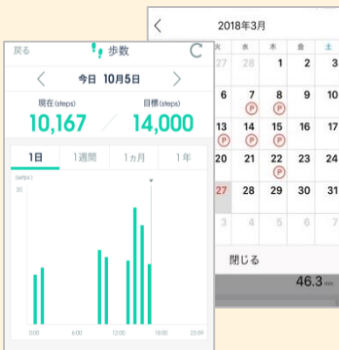 戻る
歩数
今日 10月5日
現在(steps)
目標(steps)
10,167
14,000
1日
1週間
1ヵ月
1年
0:00
6:00
12:00
18:00
2018年3月
火 水 木 金 土
27 28 1 2 3
6 7 8 9 10
P P
13 14 15 16 17
P P P
20 21 22 23 24
P
27 28 29 30 31
3 4 5 6 7
閉じる
46.3